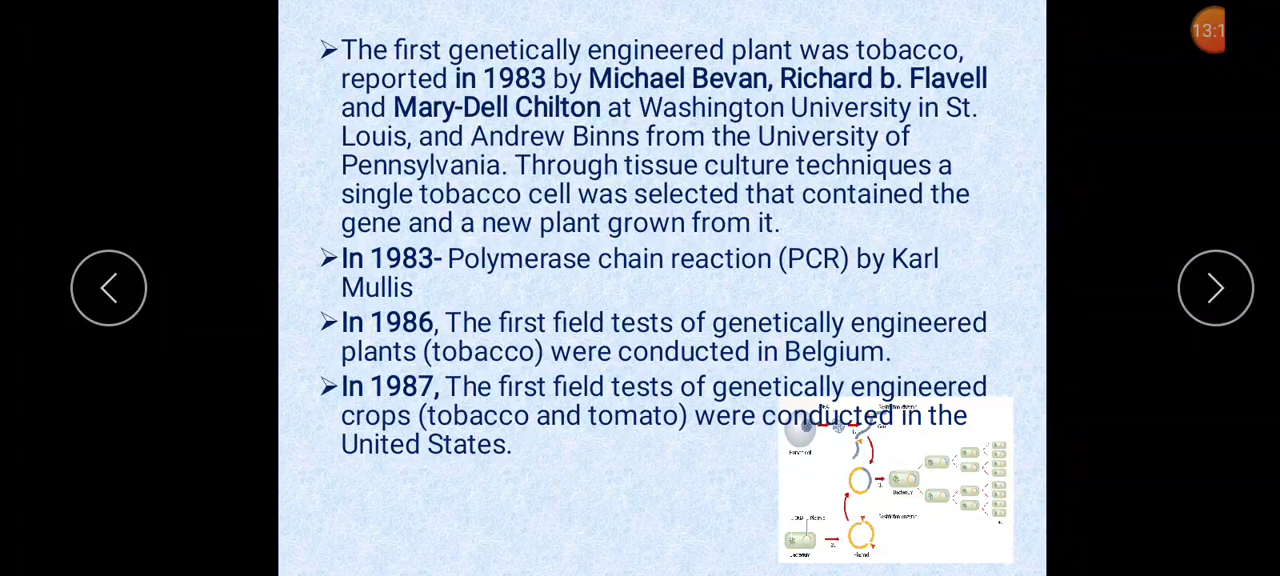 13:1
➢The first genetically engineered plant was tobacco,
reported in 1983 by Michael Bevan, Richard b. Flavell
and Mary-Dell Chilton at Washington University in St.
Louis, and Andrew Binns from the University of
Pennsylvania. Through tissue culture techniques a
single tobacco cell was selected that contained the
gene and a new plant grown from it.
➢In 1983- Polymerase chain reaction (PCR) by Karl
Mullis
➢In 1986, The first field tests of genetically engineered
plants (tobacco) were conducted in Belgium.
➢In 1987, The first field tests of genetically engineered
crops (tobacco and tomato) were conducted in the
United States.
Bacterium
Restriction enzyme
Bacterium
Plasmid